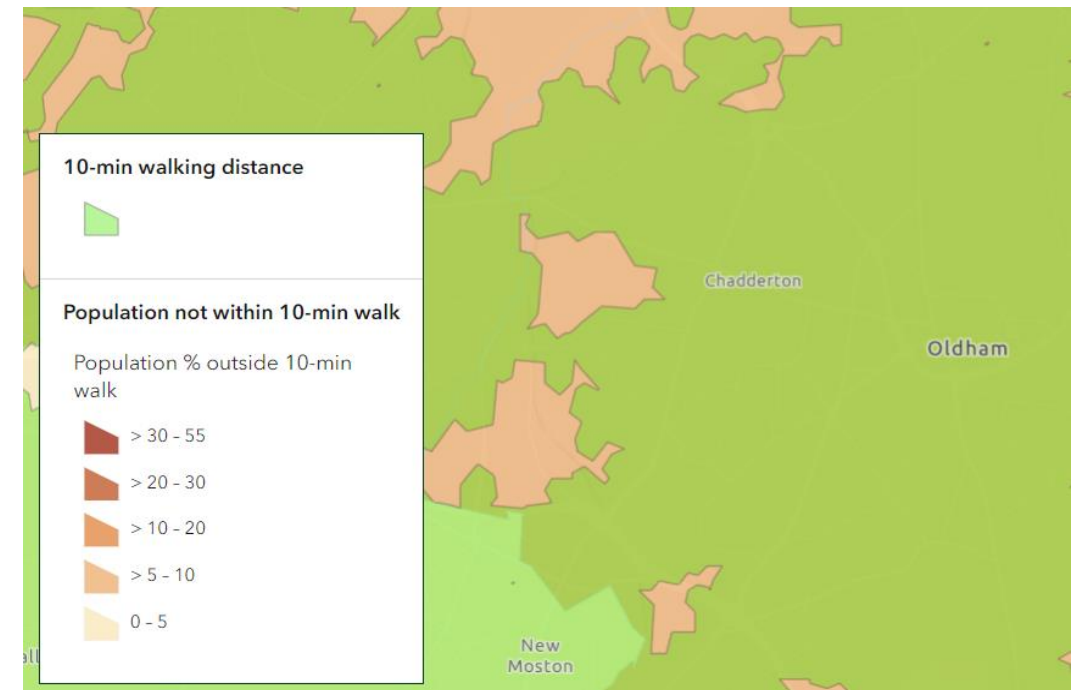 10-min walking distance
Population not within 10-min walk
Population % outside 10-min
walk
> 30 - 55
> 20 - 30
> 10 - 20
> 5 - 10
0 - 5
Chadderton
Oldham
New
Moston
all